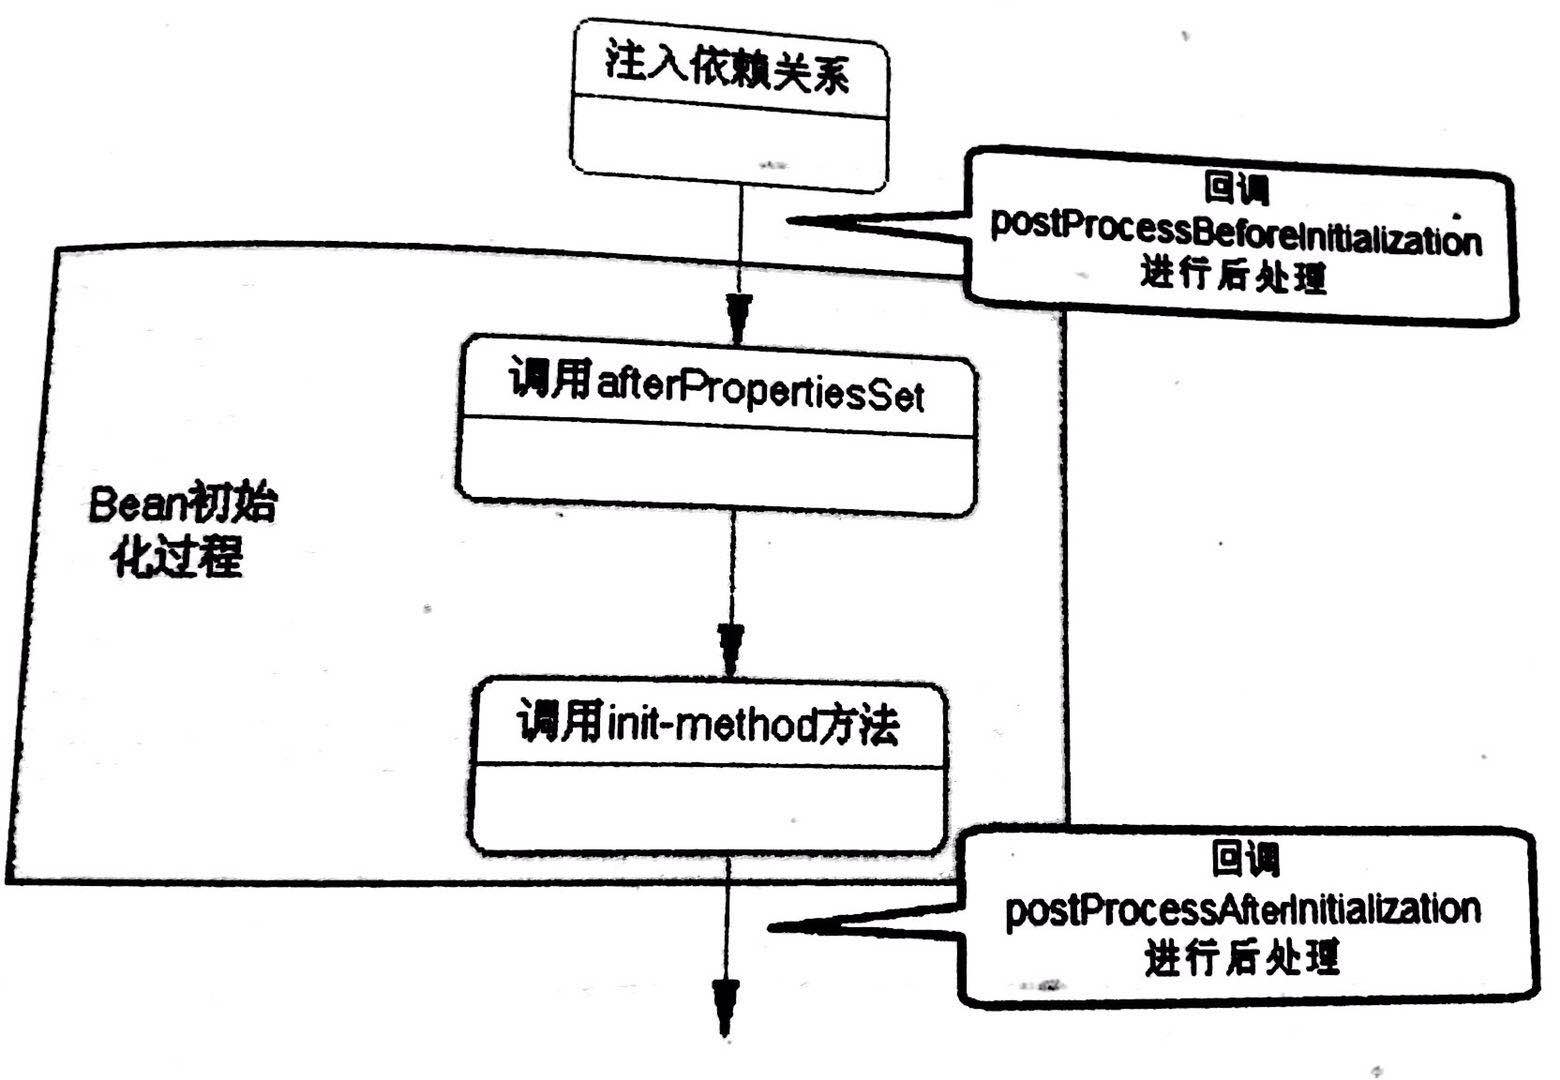 注入依赖关系
回调
postProcessBeforeInitialization
进行后处理
调用afterPropertiesSet
Bean初始
化过程
调用init-method方法
回调
postProcessAfterInitialization
进行后处理